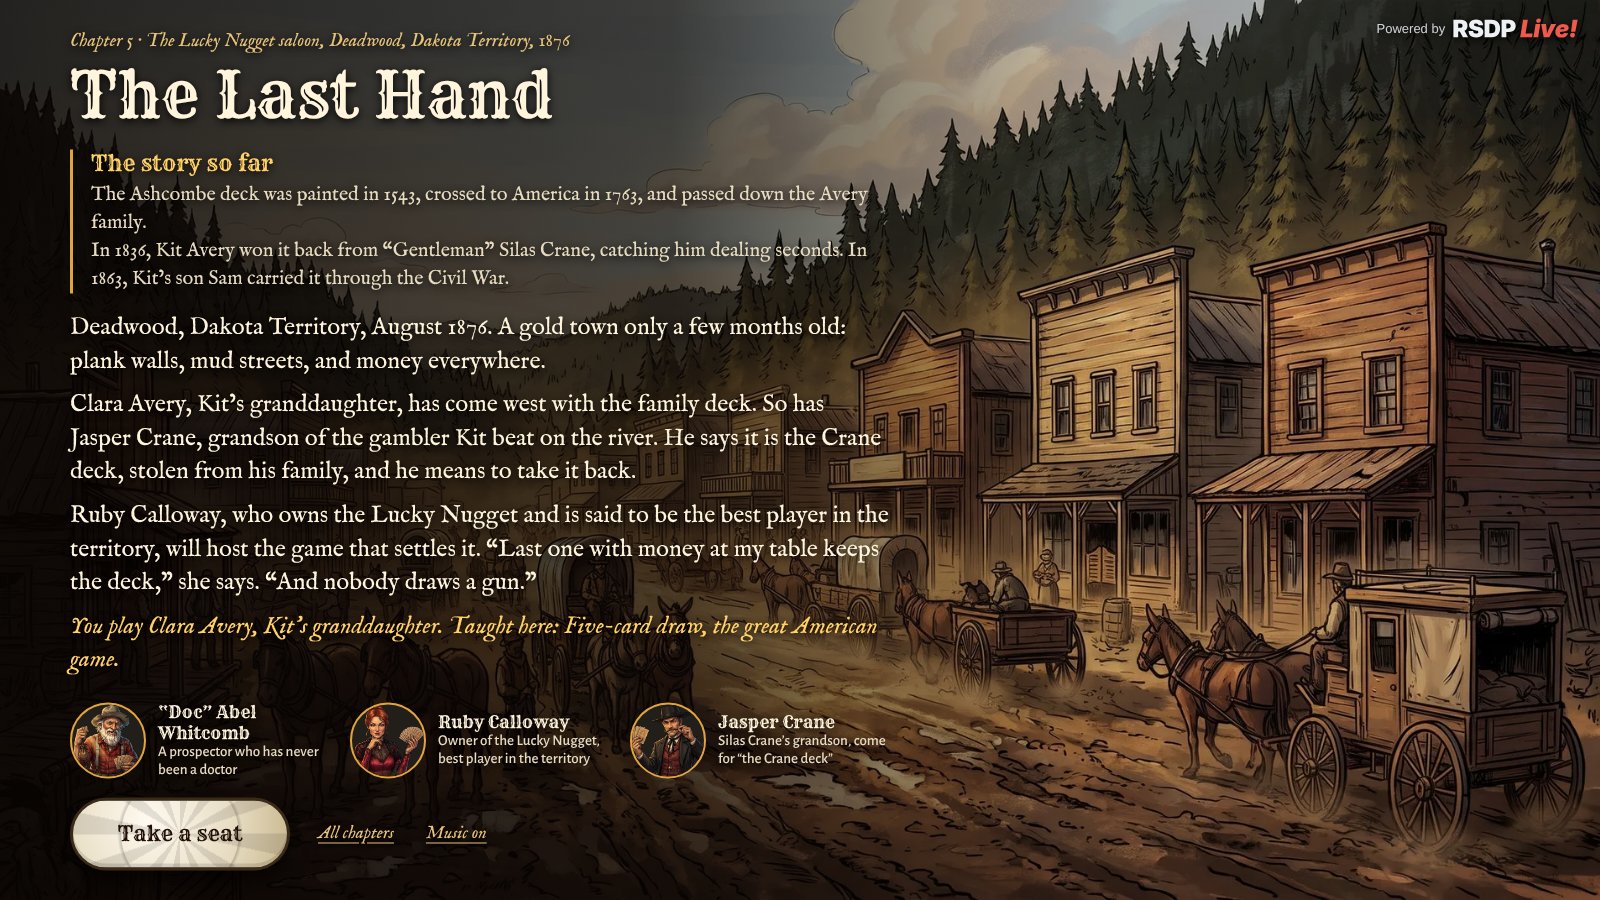 Chapter 5 · The Lucky Nugget saloon, Deadwood, Dakota Territory, 1876
Powered by RSDP Live!
The Last Hand
The story so far
The Ashcombe deck was painted in 1543, crossed to America in 1763, and passed down the Avery
family.
In 1836, Kit Avery won it back from “Gentleman” Silas Crane, catching him dealing seconds. In
1863, Kit’s son Sam carried it through the Civil War.
Deadwood, Dakota Territory, August 1876. A gold town only a few months old:
plank walls, mud streets, and money everywhere.
Clara Avery, Kit’s granddaughter, has come west with the family deck. So has
Jasper Crane, grandson of the gambler Kit beat on the river. He says it is the Crane
deck, stolen from his family, and he means to take it back.
Ruby Calloway, who owns the Lucky Nugget and is said to be the best player in the
territory, will host the game that settles it. “Last one with money at my table keeps
the deck,” she says. “And nobody draws a gun.”
You play Clara Avery, Kit’s granddaughter. Taught here: Five-card draw, the great American
game.
“Doc” Abel
Whitcomb
A prospector who has never
been a doctor
Ruby Calloway
Owner of the Lucky Nugget,
best player in the territory
Jasper Crane
Silas Crane’s grandson, come
for “the Crane deck”
Take a seat
All chapters
Music on